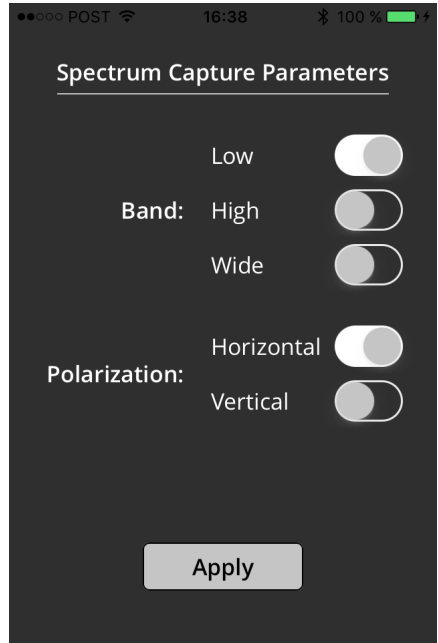 POST 16:38 100 %
Spectrum Capture Parameters
Low
Band: High
Wide
Horizontal
Polarization:
Vertical
Apply